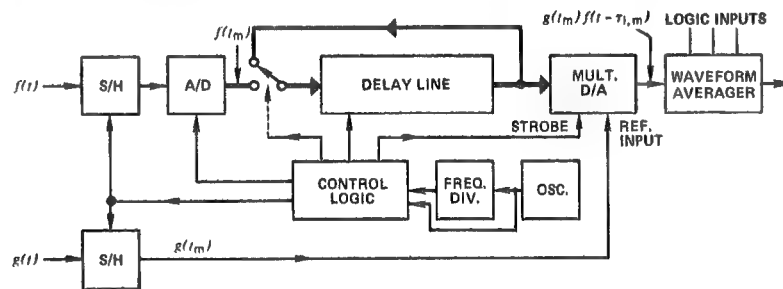 f(t)
S/H
A/D
f(tₘ)
DELAY LINE
MULT.
D/A
g(tₘ) f(t - τᵢ,ₘ)
LOGIC INPUTS
WAVEFORM
AVERAGER
STROBE
REF.
INPUT
CONTROL
LOGIC
FREQ.
DIV.
OSC.
g(t)
S/H
g(tₘ)